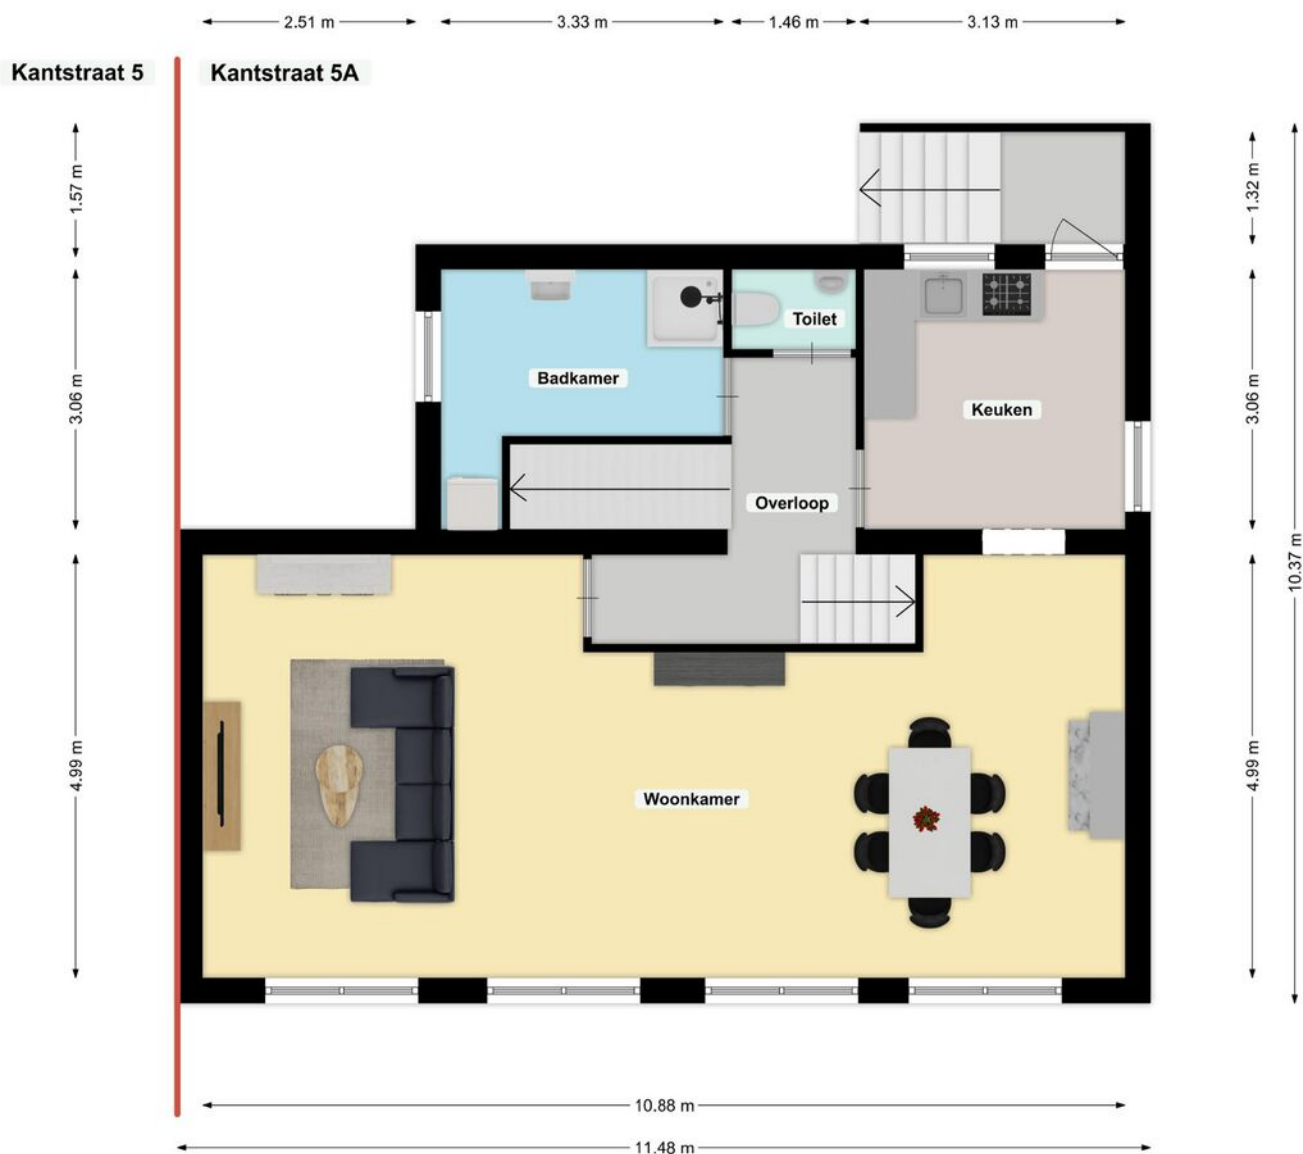 2.51 m
3.33 m
1.46 m
3.13 m
Kantstraat 5
Kantstraat 5A
1.57 m
1.32 m
Toilet
Badkamer
Keuken
3.06 m
3.06 m
Overloop
10.37 m
4.99 m
4.99 m
Woonkamer
10.88 m
11.48 m